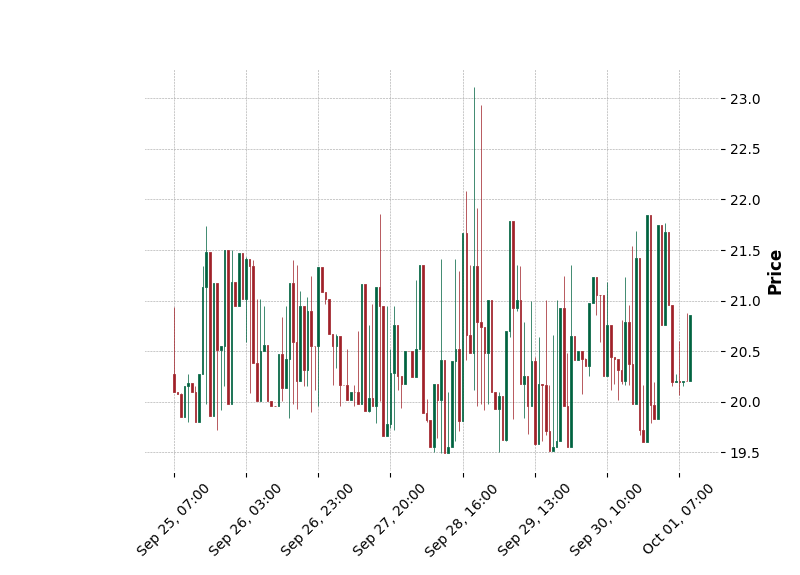 23.0
22.5
22.0
21.5
21.0
20.5
20.0
19.5
Price
Sep 25, 07:00
Sep 26, 03:00
Sep 26, 23:00
Sep 27, 20:00
Sep 28, 16:00
Sep 29, 13:00
Sep 30, 10:00
Oct 01, 07:00